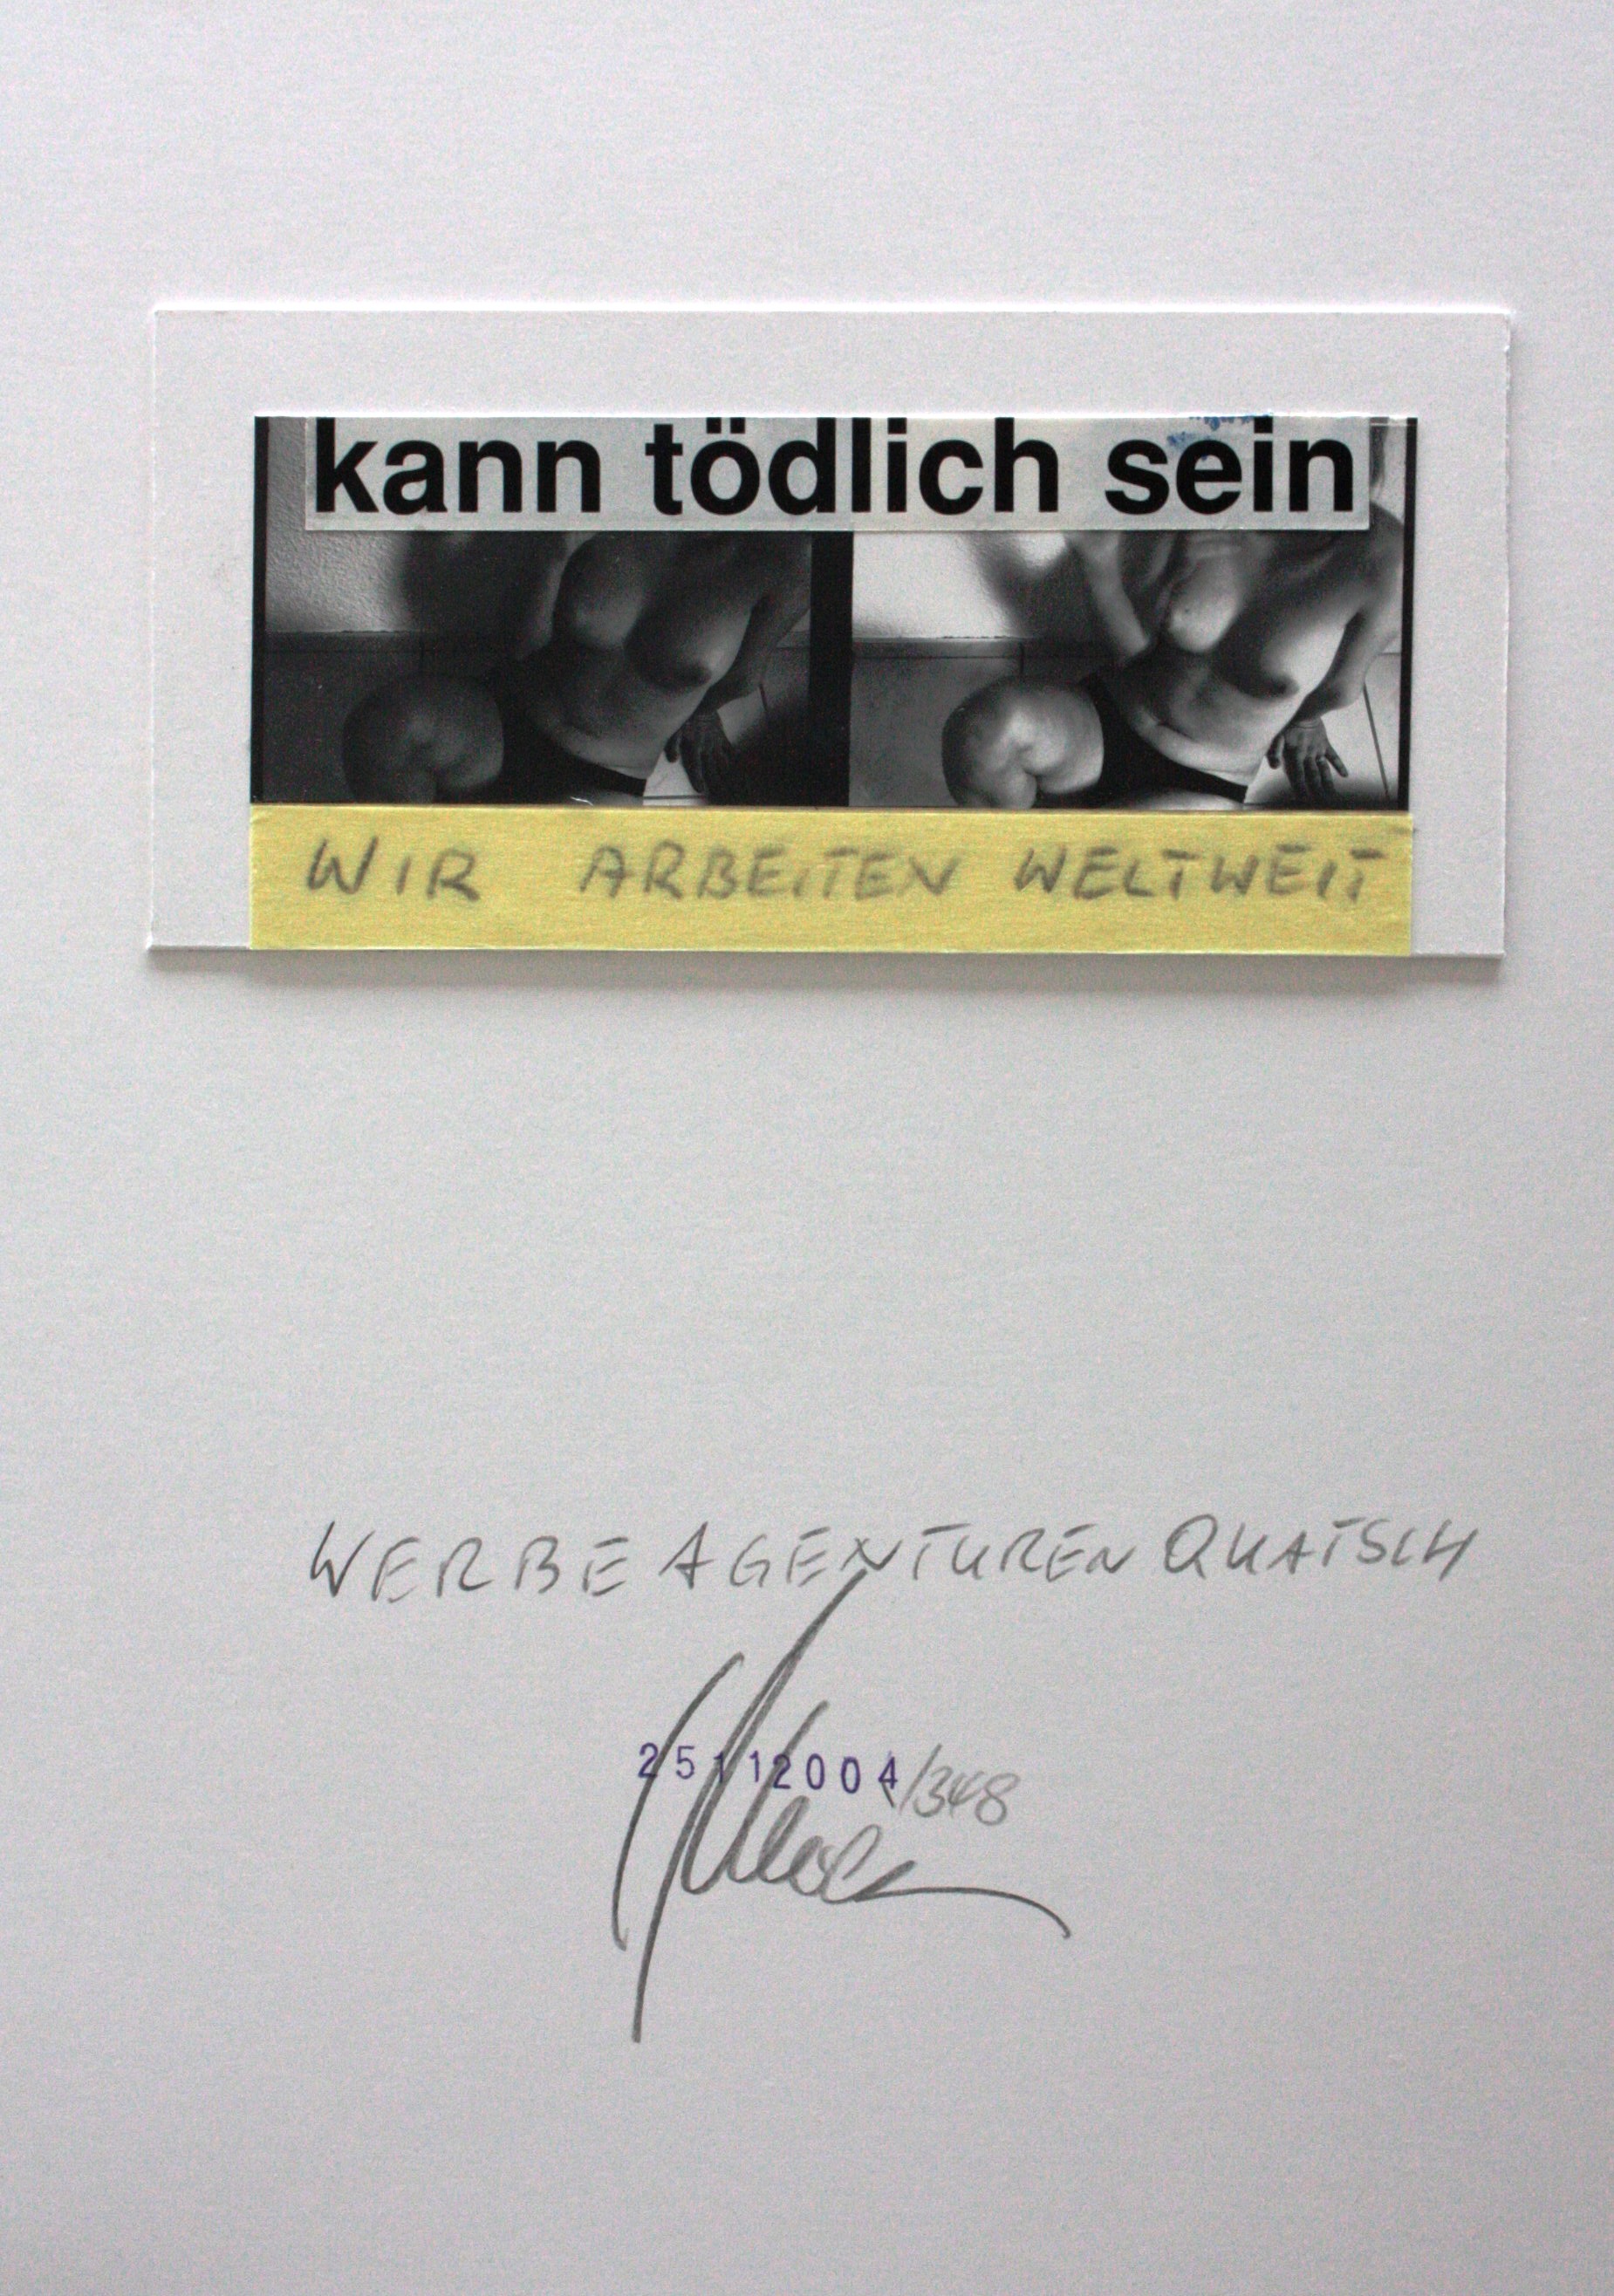 kann tödlich sein
WIR ARBEITEN WELTWEIT
WERBEAGENTUREN QUATSCH
25112004/348